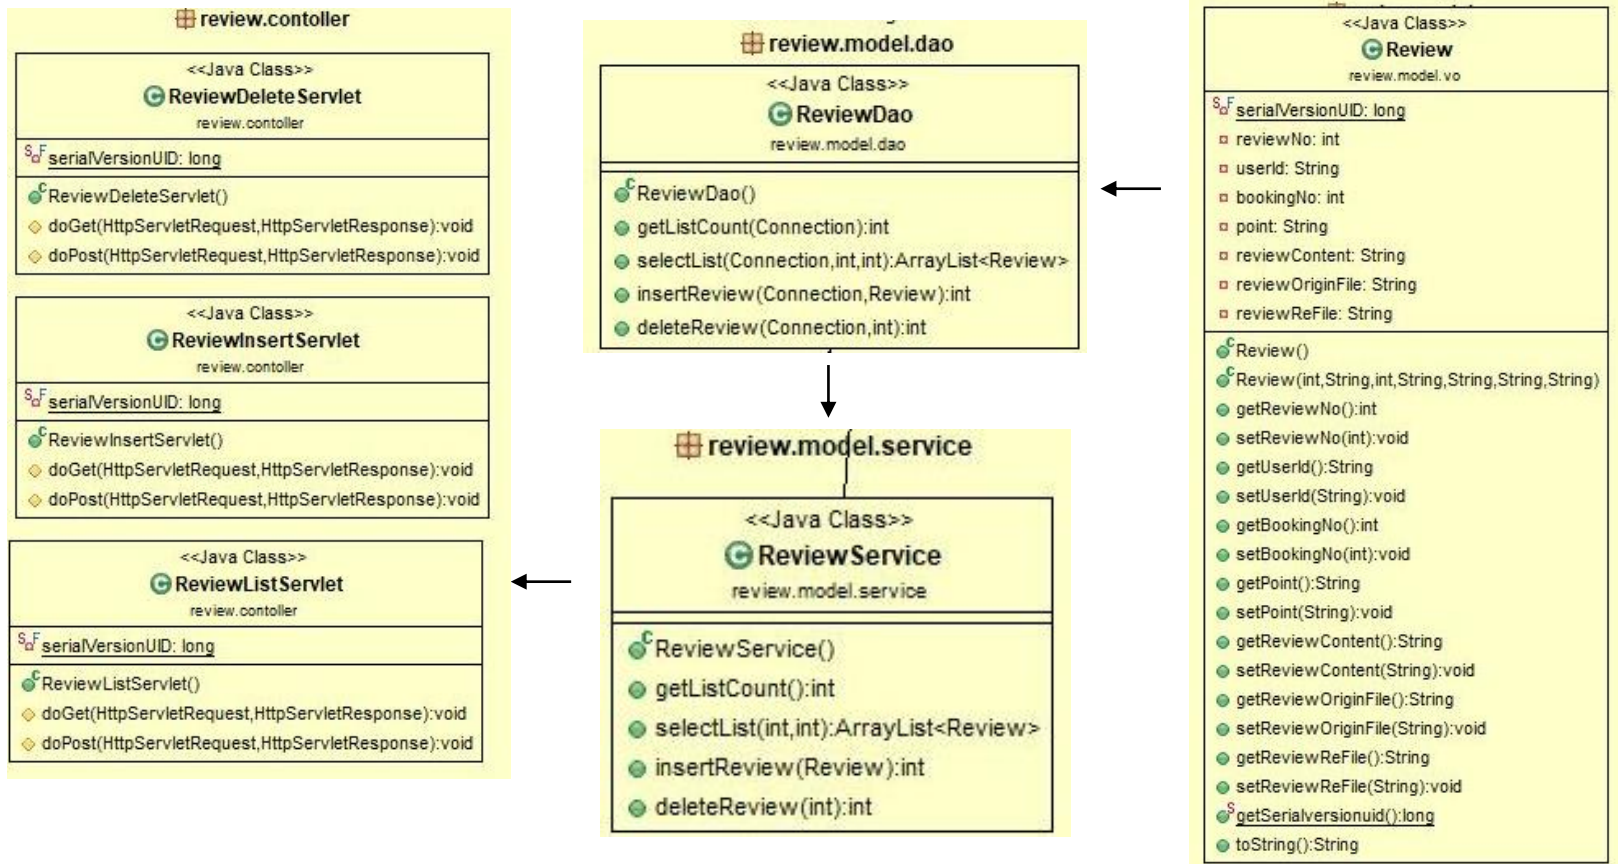 review.contoller
<<Java Class>>
ReviewDeleteServlet
review.contoller
serialVersionUID: long
ReviewDeleteServlet()
doGet(HttpServletRequest,HttpServletResponse):void
doPost(HttpServletRequest,HttpServletResponse):void
<<Java Class>>
ReviewInsertServlet
review.contoller
serialVersionUID: long
ReviewInsertServlet()
doGet(HttpServletRequest,HttpServletResponse):void
doPost(HttpServletRequest,HttpServletResponse):void
<<Java Class>>
ReviewListServlet
review.contoller
serialVersionUID: long
ReviewListServlet()
doGet(HttpServletRequest,HttpServletResponse):void
doPost(HttpServletRequest,HttpServletResponse):void
review.model.dao
<<Java Class>>
ReviewDao
review.model.dao
ReviewDao()
getListCount(Connection):int
selectList(Connection,int,int):ArrayList<Review>
insertReview(Connection,Review):int
deleteReview(Connection,int):int
review.model.service
<<Java Class>>
ReviewService
review.model.service
ReviewService()
getListCount():int
selectList(int,int):ArrayList<Review>
insertReview(Review):int
deleteReview(int):int
<<Java Class>>
Review
review.model.vo
serialVersionUID: long
reviewNo: int
userId: String
bookingNo: int
point: String
reviewContent: String
reviewOriginFile: String
reviewReFile: String
Review()
Review(int,String,int,String,String,String,String)
getReviewNo():int
setReviewNo(int):void
getUserId():String
setUserId(String):void
getBookingNo():int
setBookingNo(int):void
getPoint():String
setPoint(String):void
getReviewContent():String
setReviewContent(String):void
getReviewOriginFile():String
setReviewOriginFile(String):void
getReviewReFile():String
setReviewReFile(String):void
getSerialversionuid():long
toString():String